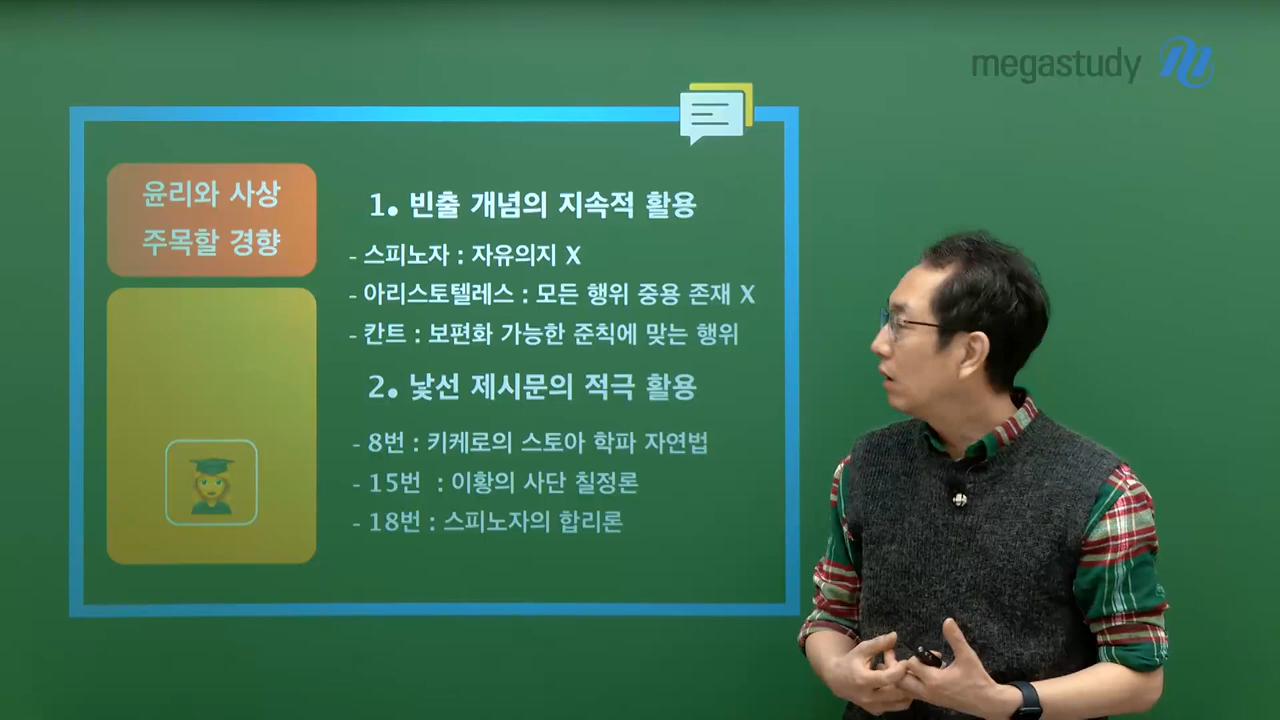 megastudy
윤리와 사상
주목할 경향
1. 빈출 개념의 지속적 활용
- 스피노자 : 자유의지 X
- 아리스토텔레스 : 모든 행위 중용 존재 X
- 칸트 : 보편화 가능한 준칙에 맞는 행위
2. 낯선 제시문의 적극 활용
- 8번 : 키케로의 스토아 학파 자연법
- 15번 : 이황의 사단 칠정론
- 18번 : 스피노자의 합리론